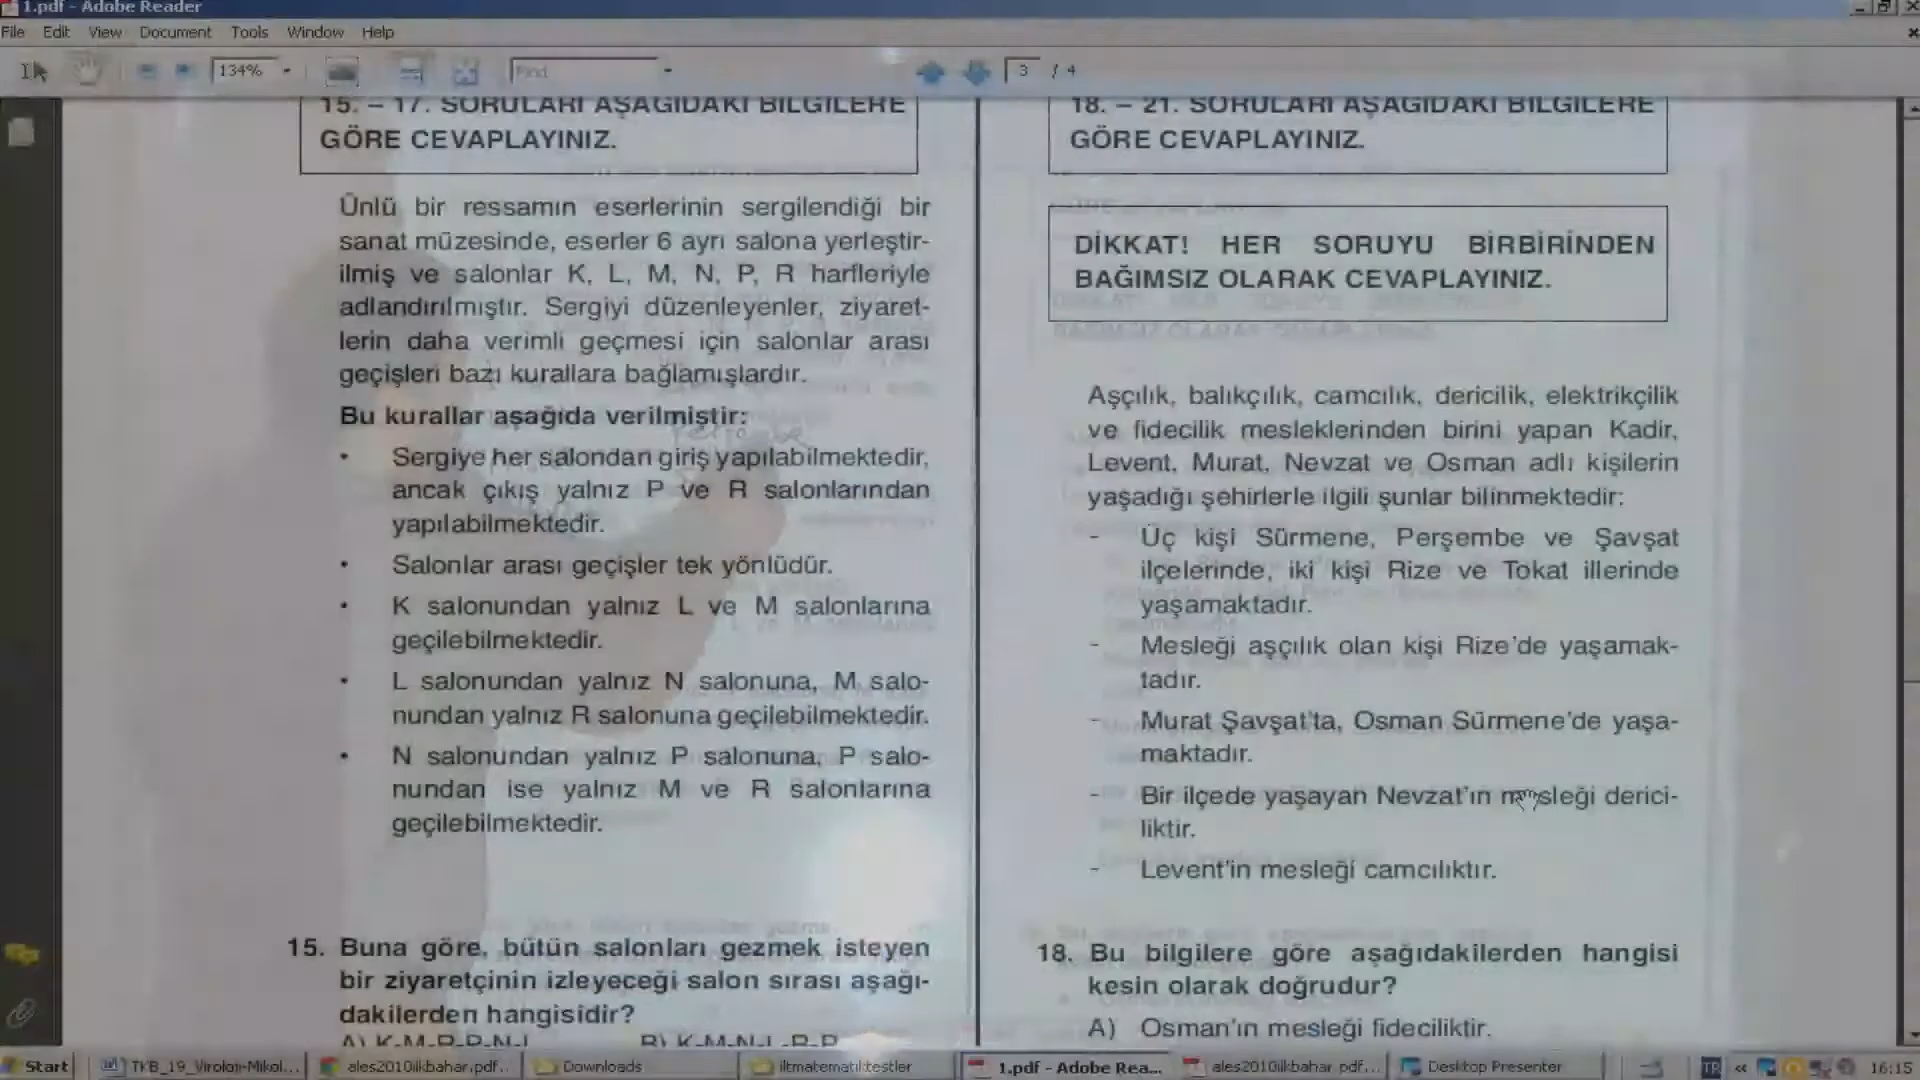 1.pdf - Adobe Reader
File Edit View Document Tools Window Help
134%
Find
3 / 4
15. – 17. SORULARI AŞAĞIDAKİ BİLGİLERE
GÖRE CEVAPLAYINIZ.
Ünlü bir ressamın eserlerinin sergilendiği bir
sanat müzesinde, eserler 6 ayrı salona yerleştir-
ilmiş ve salonlar K, L, M, N, P, R harfleriyle
adlandırılmıştır. Sergiyi düzenleyenler, ziyaret-
lerin daha verimli geçmesi için salonlar arası
geçişleri bazı kurallara bağlamışlardır.
Bu kurallar aşağıda verilmiştir:
• Sergiye her salondan giriş yapılabilmektedir,
ancak çıkış yalnız P ve R salonlarından
yapılabilmektedir.
• Salonlar arası geçişler tek yönlüdür.
• K salonundan yalnız L ve M salonlarına
geçilebilmektedir.
• L salonundan yalnız N salonuna, M salo-
nundan yalnız R salonuna geçilebilmektedir.
• N salonundan yalnız P salonuna, P salo-
nundan ise yalnız M ve R salonlarına
geçilebilmektedir.
15. Buna göre, bütün salonları gezmek isteyen
bir ziyaretçinin izleyeceği salon sırası aşağı-
dakilerden hangisidir?
18. – 21. SORULARI AŞAĞIDAKİ BİLGİLERE
GÖRE CEVAPLAYINIZ.
DİKKAT! HER SORUYU BİRBİRİNDEN
BAĞIMSIZ OLARAK CEVAPLAYINIZ.
Aşçılık, balıkçılık, camcılık, dericilik, elektrikçilik
ve fidecilik mesleklerinden birini yapan Kadir,
Levent, Murat, Nevzat ve Osman adlı kişilerin
yaşadığı şehirlerle ilgili şunlar bilinmektedir:
- Üç kişi Sürmene, Perşembe ve Şavşat
ilçelerinde, iki kişi Rize ve Tokat illerinde
yaşamaktadır.
- Mesleği aşçılık olan kişi Rize'de yaşamak-
tadır.
- Murat Şavşat'ta, Osman Sürmene'de yaşa-
maktadır.
- Bir ilçede yaşayan Nevzat'ın mesleği derici-
liktir.
- Levent'in mesleği camcılıktır.
18. Bu bilgilere göre aşağıdakilerden hangisi
kesin olarak doğrudur?
A) Osman'ın mesleği fideciliktir.
Start TKB_19_Viroloji-Mikol... ales2010ilkbahar.pdf... Downloads 1.pdf - Adobe Rea... ales2010ilkbahar.pdf... Desktop Presenter TR « 16:15